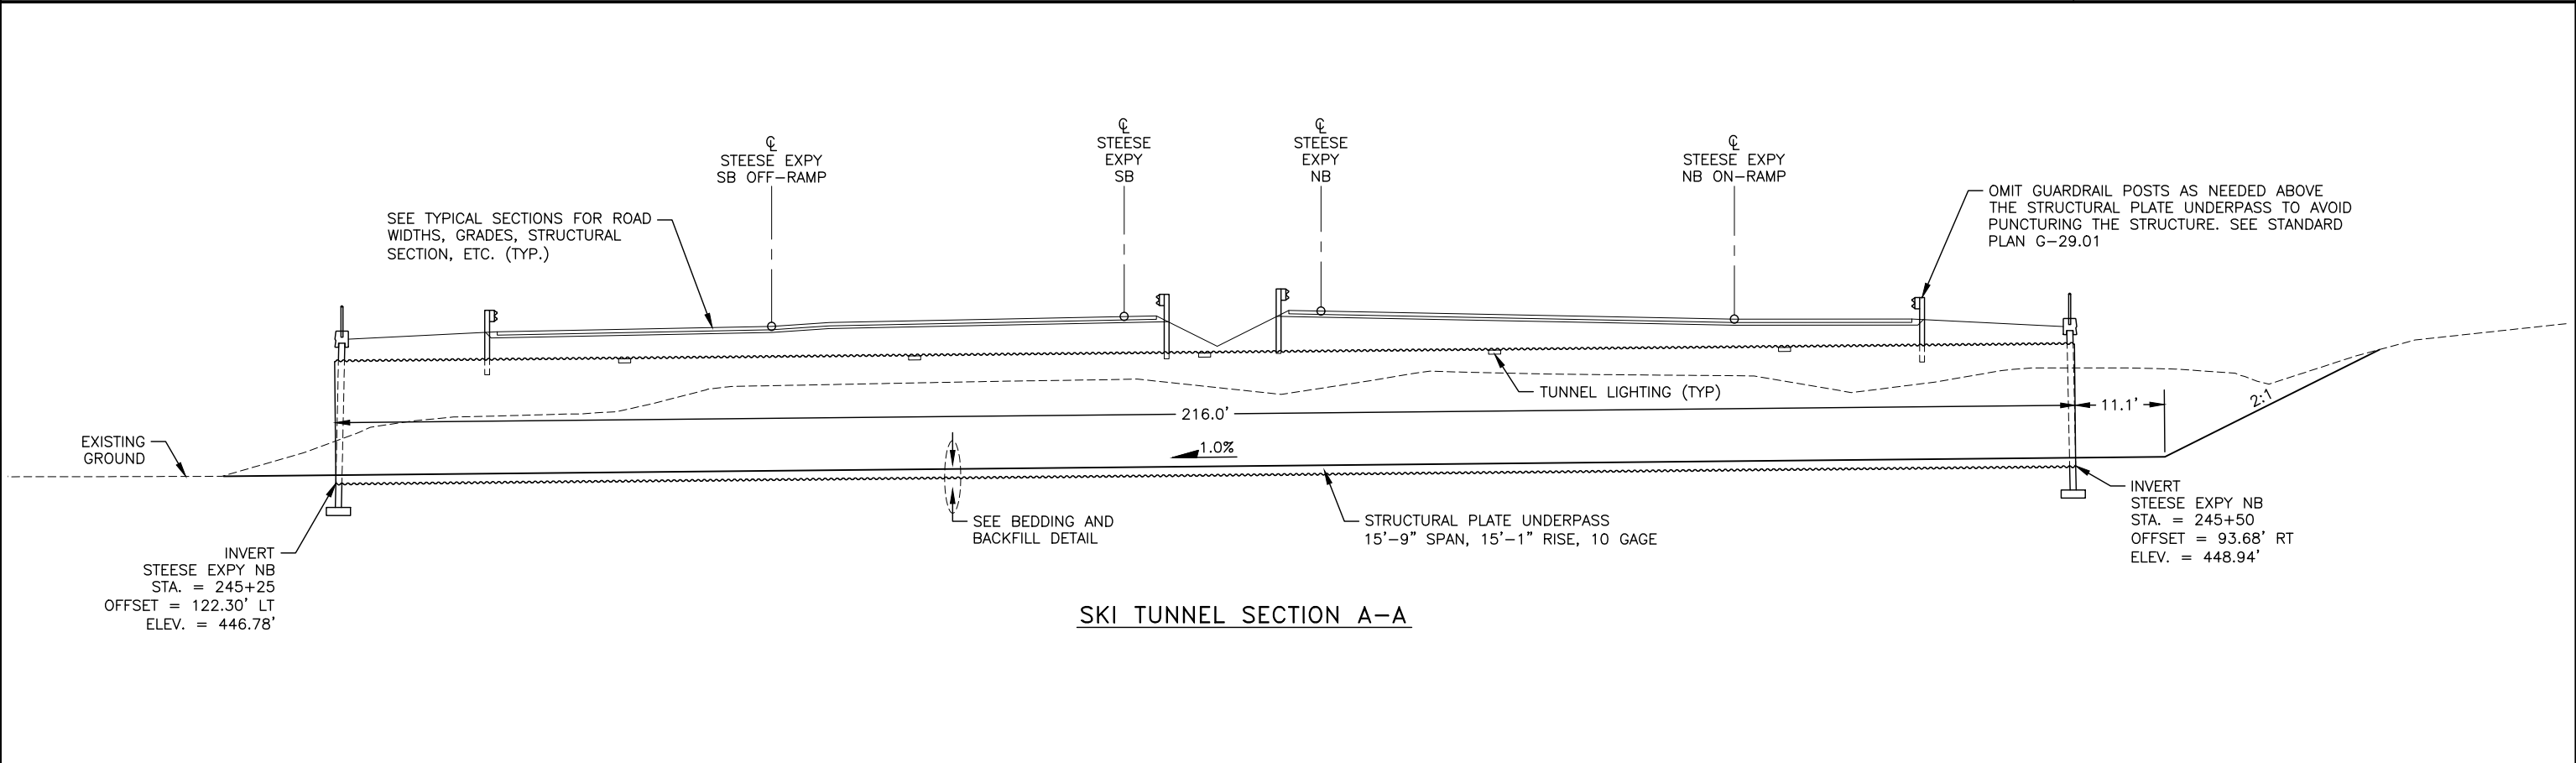 ℄
STEESE EXPY
SB OFF-RAMP
℄
STEESE
EXPY
SB
℄
STEESE
EXPY
NB
℄
STEESE EXPY
NB ON-RAMP
SEE TYPICAL SECTIONS FOR ROAD
WIDTHS, GRADES, STRUCTURAL
SECTION, ETC. (TYP.)
OMIT GUARDRAIL POSTS AS NEEDED ABOVE
THE STRUCTURAL PLATE UNDERPASS TO AVOID
PUNCTURING THE STRUCTURE. SEE STANDARD
PLAN G-29.01
TUNNEL LIGHTING (TYP)
216.0'
11.1'
2:1
EXISTING
GROUND
1.0%
SEE BEDDING AND
BACKFILL DETAIL
STRUCTURAL PLATE UNDERPASS
15'-9" SPAN, 15'-1" RISE, 10 GAGE
INVERT
STEESE EXPY NB
STA. = 245+50
OFFSET = 93.68' RT
ELEV. = 448.94'
INVERT
STEESE EXPY NB
STA. = 245+25
OFFSET = 122.30' LT
ELEV. = 446.78'
SKI TUNNEL SECTION A-A